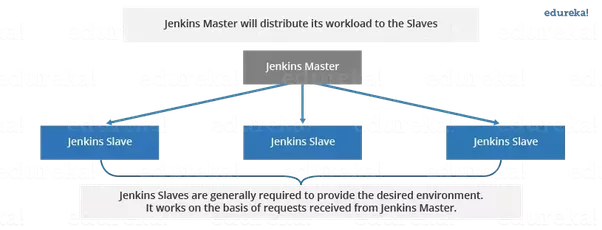 edureka!
Jenkins Master will distribute its workload to the Slaves
Jenkins Master
Jenkins Slave
Jenkins Slave
Jenkins Slave
Jenkins Slaves are generally required to provide the desired environment.
It works on the basis of requests received from Jenkins Master.